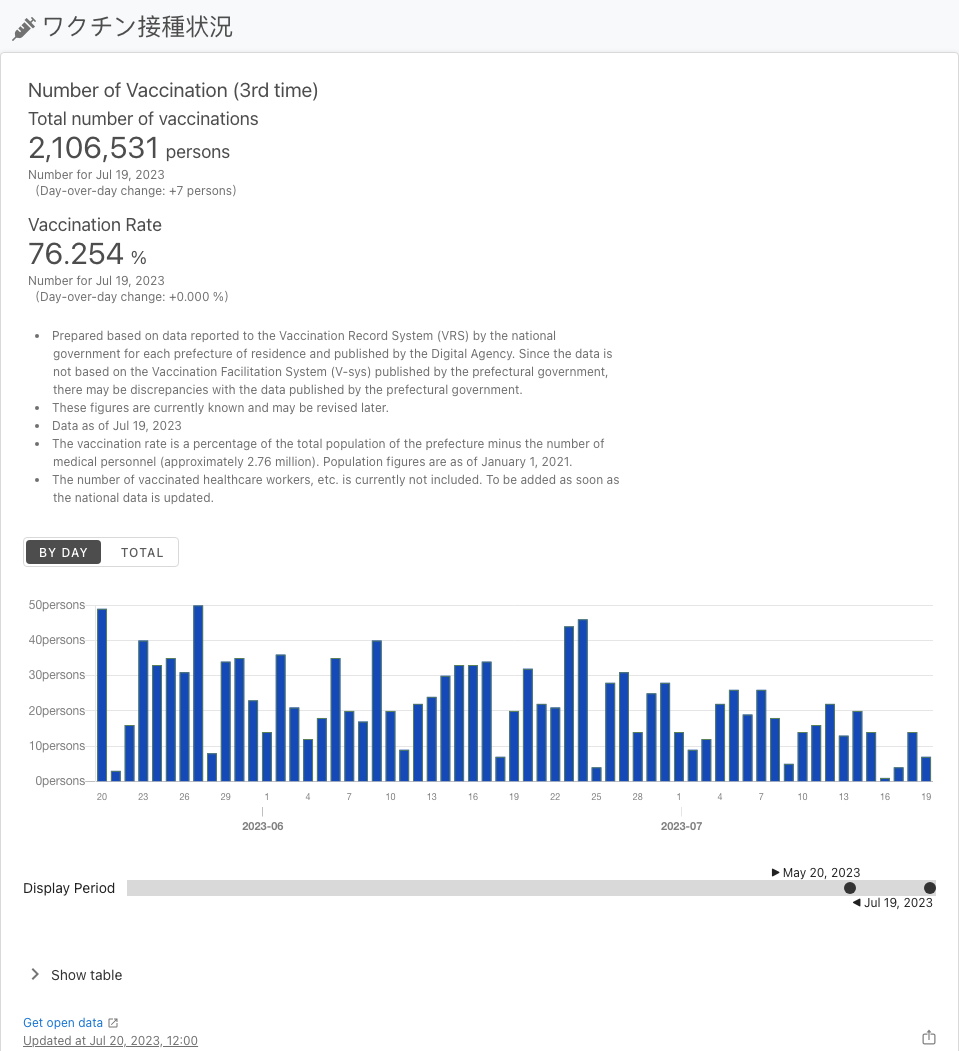 ワクチン接種状況
Number of Vaccination (3rd time)
Total number of vaccinations
2,106,531 persons
Number for Jul 19, 2023
(Day-over-day change: +7 persons)
Vaccination Rate
76.254 %
Number for Jul 19, 2023
(Day-over-day change: +0.000 %)
• Prepared based on data reported to the Vaccination Record System (VRS) by the national
government for each prefecture of residence and published by the Digital Agency. Since the data is
not based on the Vaccination Facilitation System (V-sys) published by the prefectural government,
there may be discrepancies with the data published by the prefectural government.
• These figures are currently known and may be revised later.
• Data as of Jul 19, 2023
• The vaccination rate is a percentage of the total population of the prefecture minus the number of
medical personnel (approximately 2.76 million). Population figures are as of January 1, 2021.
• The number of vaccinated healthcare workers, etc. is currently not included. To be added as soon as
the national data is updated.
BY DAY TOTAL
50persons
40persons
30persons
20persons
10persons
0persons
20 23 26 29 1 4 7 10 13 16 19 22 25 28 1 4 7 10 13 16 19
2023-06 2023-07
▶ May 20, 2023
Display Period
◀ Jul 19, 2023
Show table
Get open data
Updated at Jul 20, 2023, 12:00